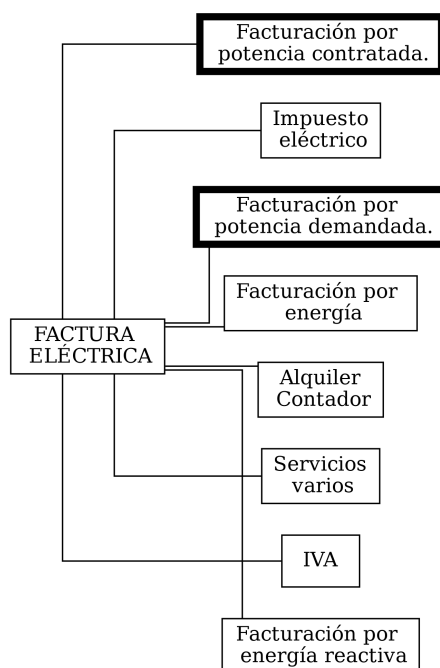 Facturación por
potencia contratada.
Impuesto
eléctrico
Facturación por
potencia demandada.
Facturación por
energía
FACTURA
ELÉCTRICA
Alquiler
Contador
Servicios
varios
IVA
Facturación por
energía reactiva